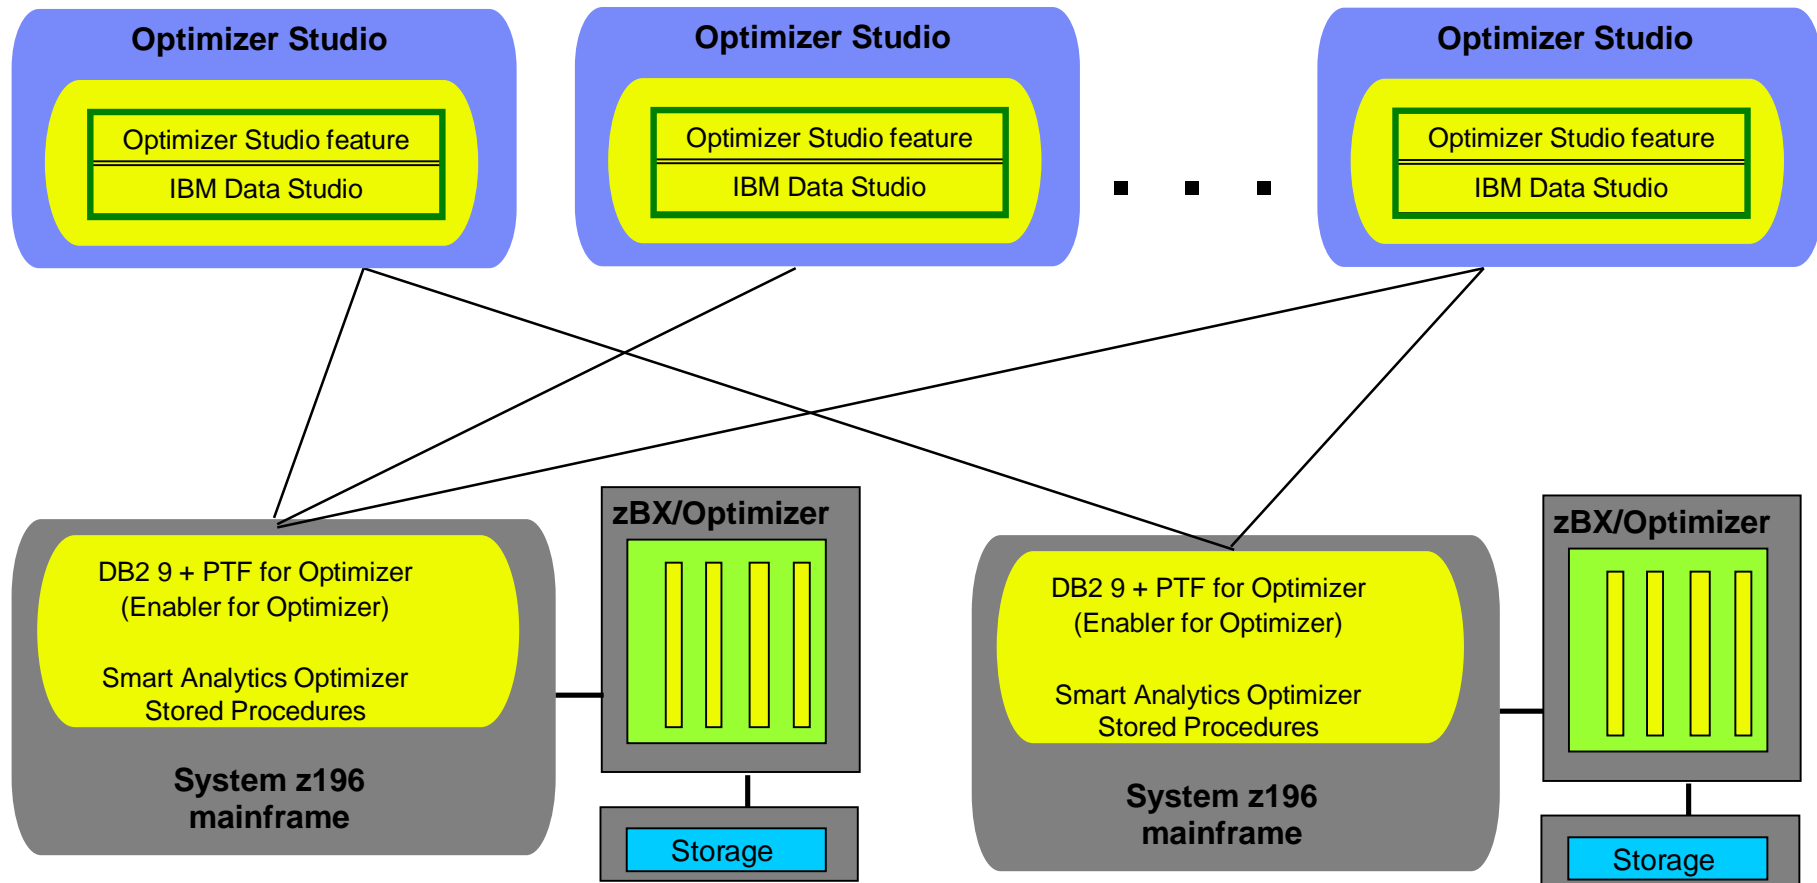 Optimizer Studio
Optimizer Studio feature
IBM Data Studio
Optimizer Studio
Optimizer Studio feature
IBM Data Studio
Optimizer Studio
Optimizer Studio feature
IBM Data Studio
DB2 9 + PTF for Optimizer
(Enabler for Optimizer)
Smart Analytics Optimizer
Stored Procedures
System z196
mainframe
zBX/Optimizer
Storage
DB2 9 + PTF for Optimizer
(Enabler for Optimizer)
Smart Analytics Optimizer
Stored Procedures
System z196
mainframe
zBX/Optimizer
Storage